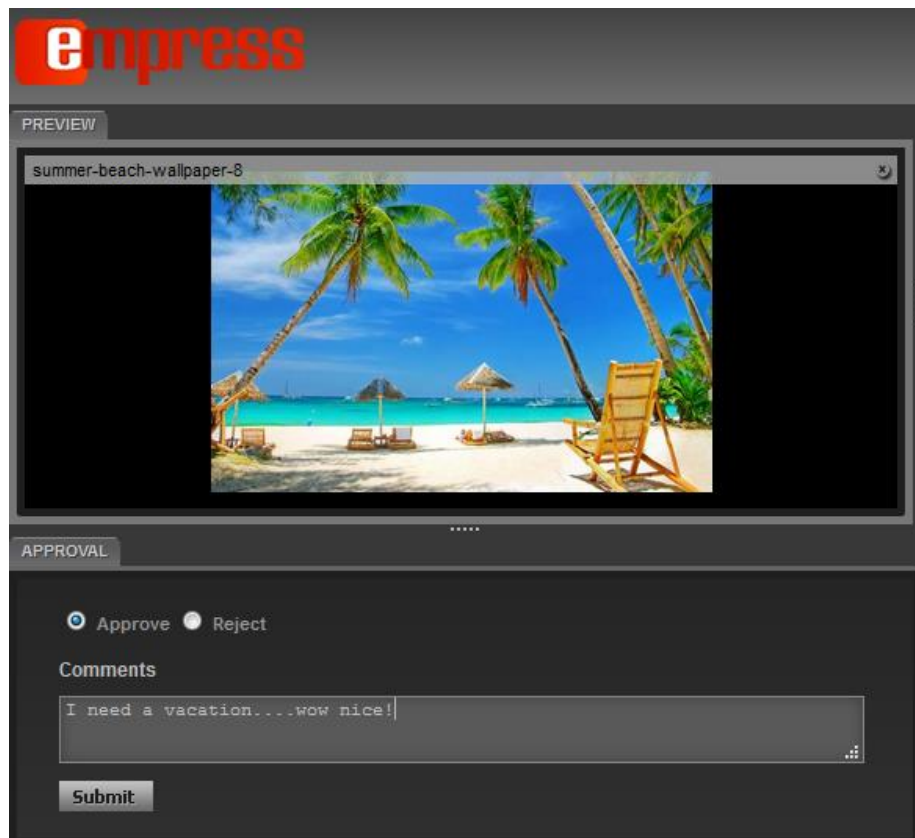 empress
PREVIEW
summer-beach-wallpaper-8
APPROVAL
Approve Reject
Comments
I need a vacation....wow nice!
Submit